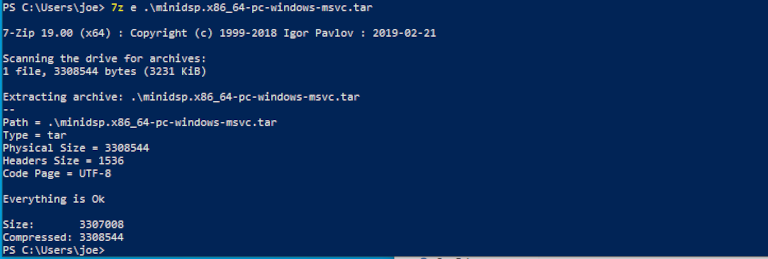 PS C:\Users\joe> 7z e .\minidsp.x86_64-pc-windows-msvc.tar
7-Zip 19.00 (x64) : Copyright (c) 1999-2018 Igor Pavlov : 2019-02-21
Scanning the drive for archives:
1 file, 3308544 bytes (3231 KiB)
Extracting archive: .\minidsp.x86_64-pc-windows-msvc.tar
--
Path = .\minidsp.x86_64-pc-windows-msvc.tar
Type = tar
Physical Size = 3308544
Headers Size = 1536
Code Page = UTF-8
Everything is Ok
Size:       3307008
Compressed: 3308544
PS C:\Users\joe>